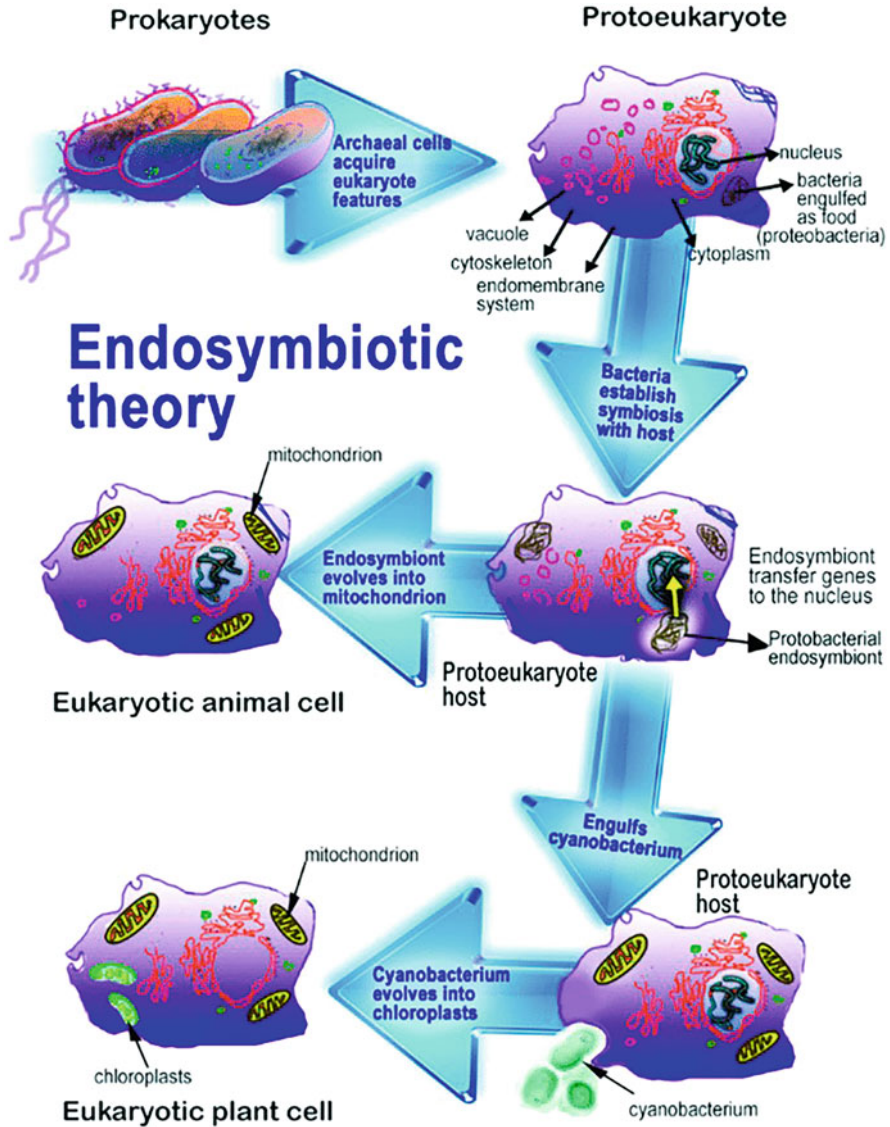 Prokaryotes
Protoeukaryote
Archaeal cells
acquire
eukaryote
features
nucleus
bacteria
engulfed
as food
(proteobacteria)
vacuole
cytoskeleton
endomembrane
system
cytoplasm
Endosymbiotic
theory
Bacteria
establish
symbiosis
with host
mitochondrion
Endosymbiont
evolves into
mitochondrion
Endosymbiont
transfer genes
to the nucleus
Protobacterial
endosymbiont
Protoeukaryote
host
Eukaryotic animal cell
Engulfs
cyanobacterium
mitochondrion
Protoeukaryote
host
Cyanobacterium
evolves into
chloroplasts
chloroplasts
Eukaryotic plant cell
cyanobacterium